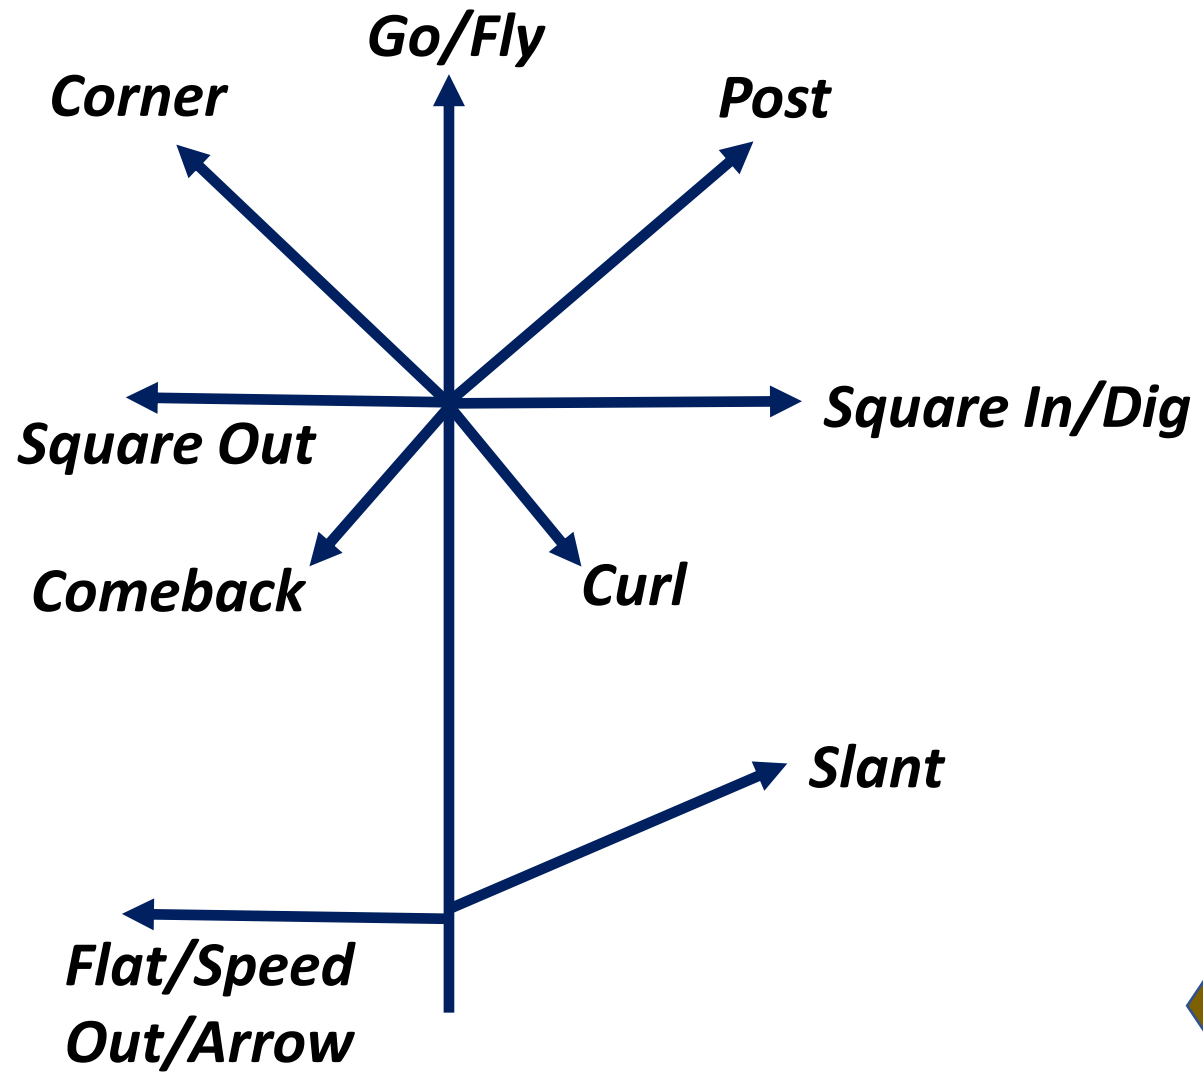 Go/Fly
Corner
Post
Square In/Dig
Square Out
Comeback
Curl
Slant
Flat/Speed
Out/Arrow